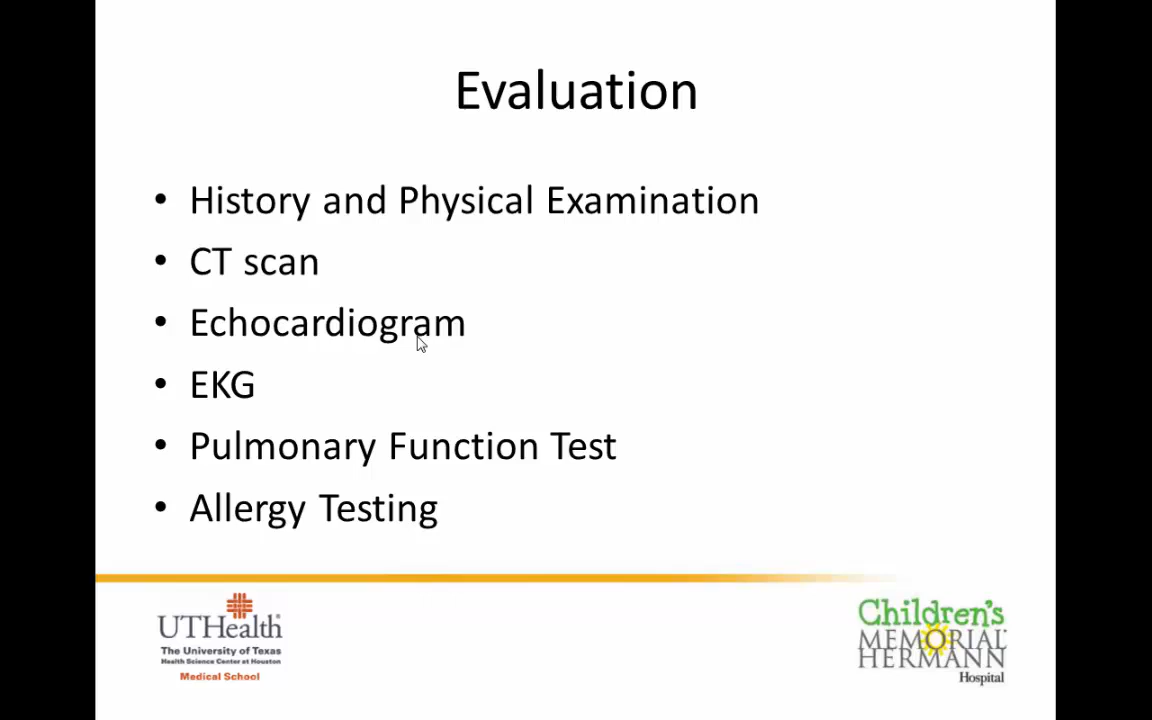 Evaluation
• History and Physical Examination
• CT scan
• Echocardiogram
• EKG
• Pulmonary Function Test
• Allergy Testing
UTHealth
The University of Texas
Health Science Center at Houston
Medical School
Children's
MEMORIAL
HERMANN
Hospital